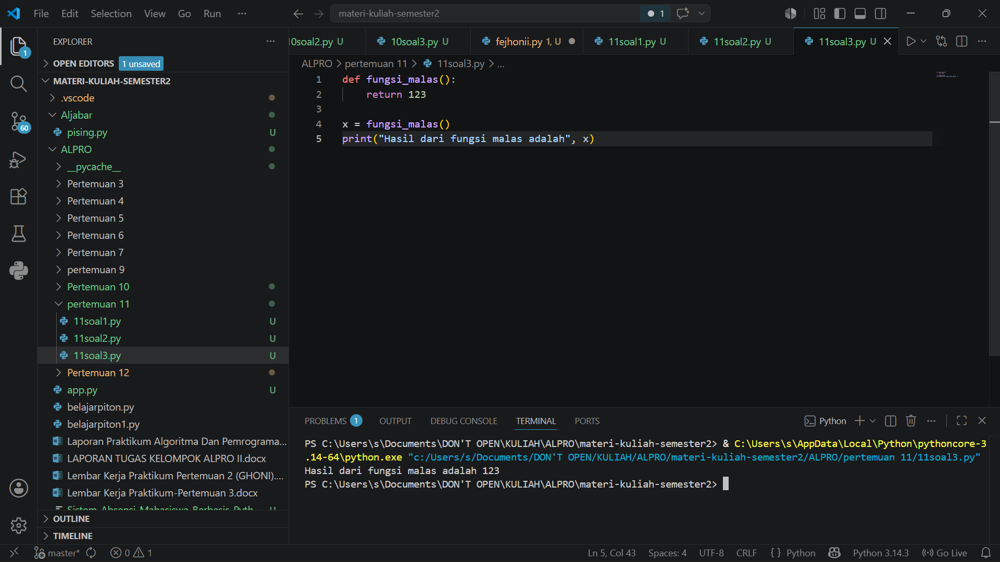 File Edit Selection View Go Run ···
materi-kuliah-semester2
1
EXPLORER
OPEN EDITORS 1 unsaved
MATERI-KULIAH-SEMESTER2
.vscode
Aljabar
pising.py U
ALPRO
__pycache__
Pertemuan 3
Pertemuan 4
Pertemuan 5
Pertemuan 6
Pertemuan 7
pertemuan 9
Pertemuan 10
pertemuan 11
11soal1.py U
11soal2.py U
11soal3.py U
Pertemuan 12
app.py U
belajarpiton.py
belajarpiton1.py
Laporan Praktikum Algoritma Dan Pemrograma...
LAPORAN TUGAS KELOMPOK ALPRO II.docx
Lembar Kerja Praktikum Pertemuan 2 (GHONI)....
Lembar Kerja Praktikum-Pertemuan 3.docx
Sistem-Absensi-Mahasiswa-Berbasis-Pyth... U
OUTLINE
TIMELINE
1
60
10soal2.py U
10soal3.py U
fejhonii.py 1, U
11soal1.py U
11soal2.py U
11soal3.py U
ALPRO > pertemuan 11 > 11soal3.py > ...
1 def fungsi_malas():
2 return 123
3
4 x = fungsi_malas()
5 print("Hasil dari fungsi malas adalah", x)
PROBLEMS 1 OUTPUT DEBUG CONSOLE TERMINAL PORTS
Python
PS C:\Users\s\Documents\DON'T OPEN\KULIAH\ALPRO\materi-kuliah-semester2> & C:\Users\s\AppData\Local\Python\pythoncore-3
.14-64\python.exe "c:/Users/s/Documents/DON'T OPEN/KULIAH/ALPRO/materi-kuliah-semester2/ALPRO/pertemuan 11/11soal3.py"
Hasil dari fungsi malas adalah 123
PS C:\Users\s\Documents\DON'T OPEN\KULIAH\ALPRO\materi-kuliah-semester2>
master* 0 1 Ln 5, Col 43 Spaces: 4 UTF-8 CRLF { } Python Python 3.14.3 Go Live